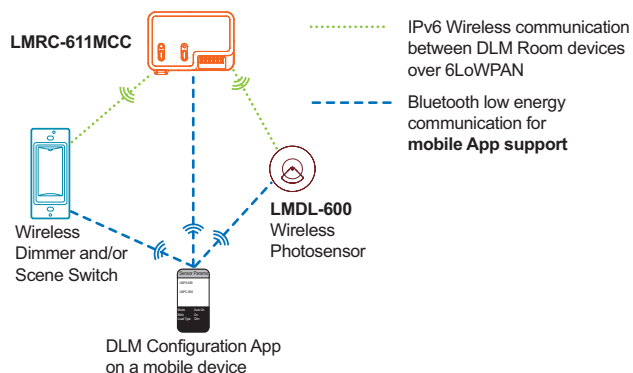 LMRC-611MCC
IPv6 Wireless communication
between DLM Room devices
over 6LoWPAN
Bluetooth low energy
communication for
mobile App support
Wireless
Dimmer and/or
Scene Switch
LMDL-600
Wireless
Photosensor
DLM Configuration App
on a mobile device